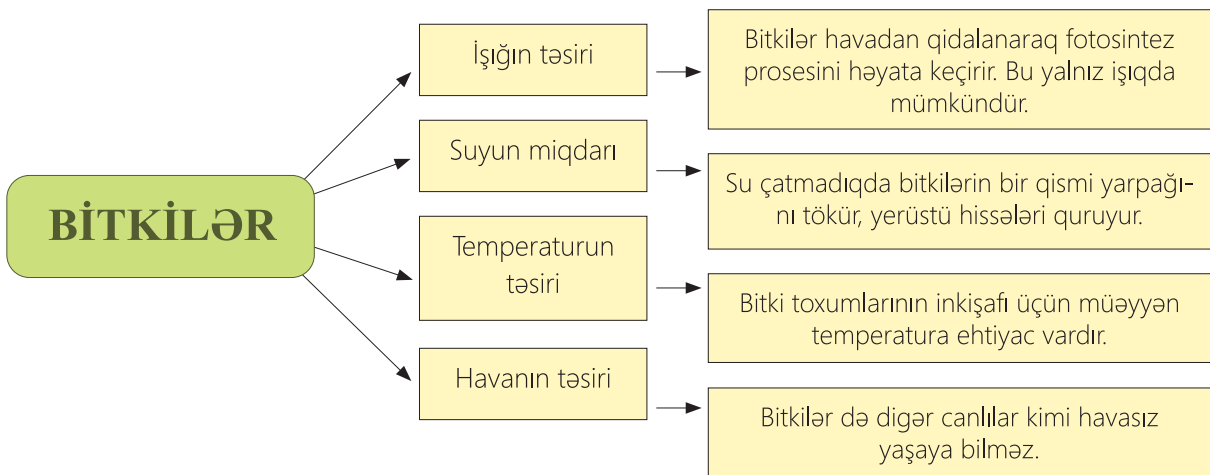 BİTKİLƏR
İşığın təsiri
Bitkilər havadan qidalanaraq fotosintez
prosesini həyata keçirir. Bu yalnız işıqda
mümkündür.
Suyun miqdarı
Su çatmadıqda bitkilərin bir qismi yarpağı-
nı tökür, yerüstü hissələri quruyur.
Temperaturun
təsiri
Bitki toxumlarının inkişafı üçün müəyyən
temperatura ehtiyac vardır.
Havanın təsiri
Bitkilər də digər canlılar kimi havasız
yaşaya bilməz.